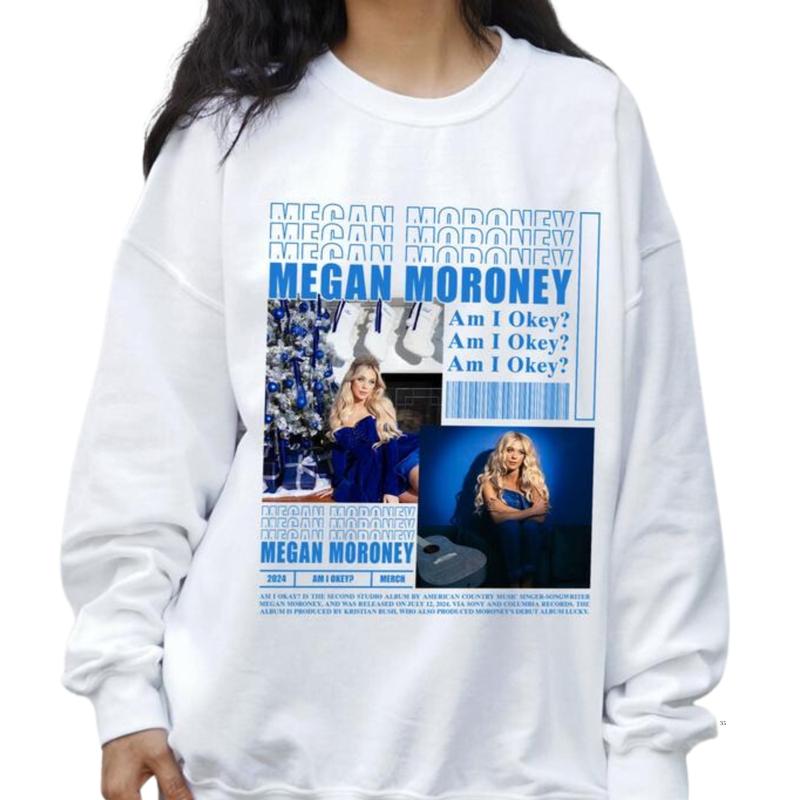 MEGAN MORONEY
MEGAN MORONEY
MEGAN MORONEY
MEGAN MORONEY
Am I Okey?
Am I Okey?
Am I Okey?
MEGAN MORONEY
MEGAN MORONEY
MEGAN MORONEY
MEGAN MORONEY
2024 AM I OKEY? MERCH
AM I OKAY? IS THE SECOND STUDIO ALBUM BY AMERICAN COUNTRY MUSIC SINGER-SONGWRITER
MEGAN MORONEY, AND WAS RELEASED ON JULY 12, 2024, VIA SONY AND COLUMBIA RECORDS. THE
ALBUM IS PRODUCED BY KRISTIAN BUSH, WHO ALSO PRODUCED MORONEY'S DEBUT ALBUM LUCKY.
35